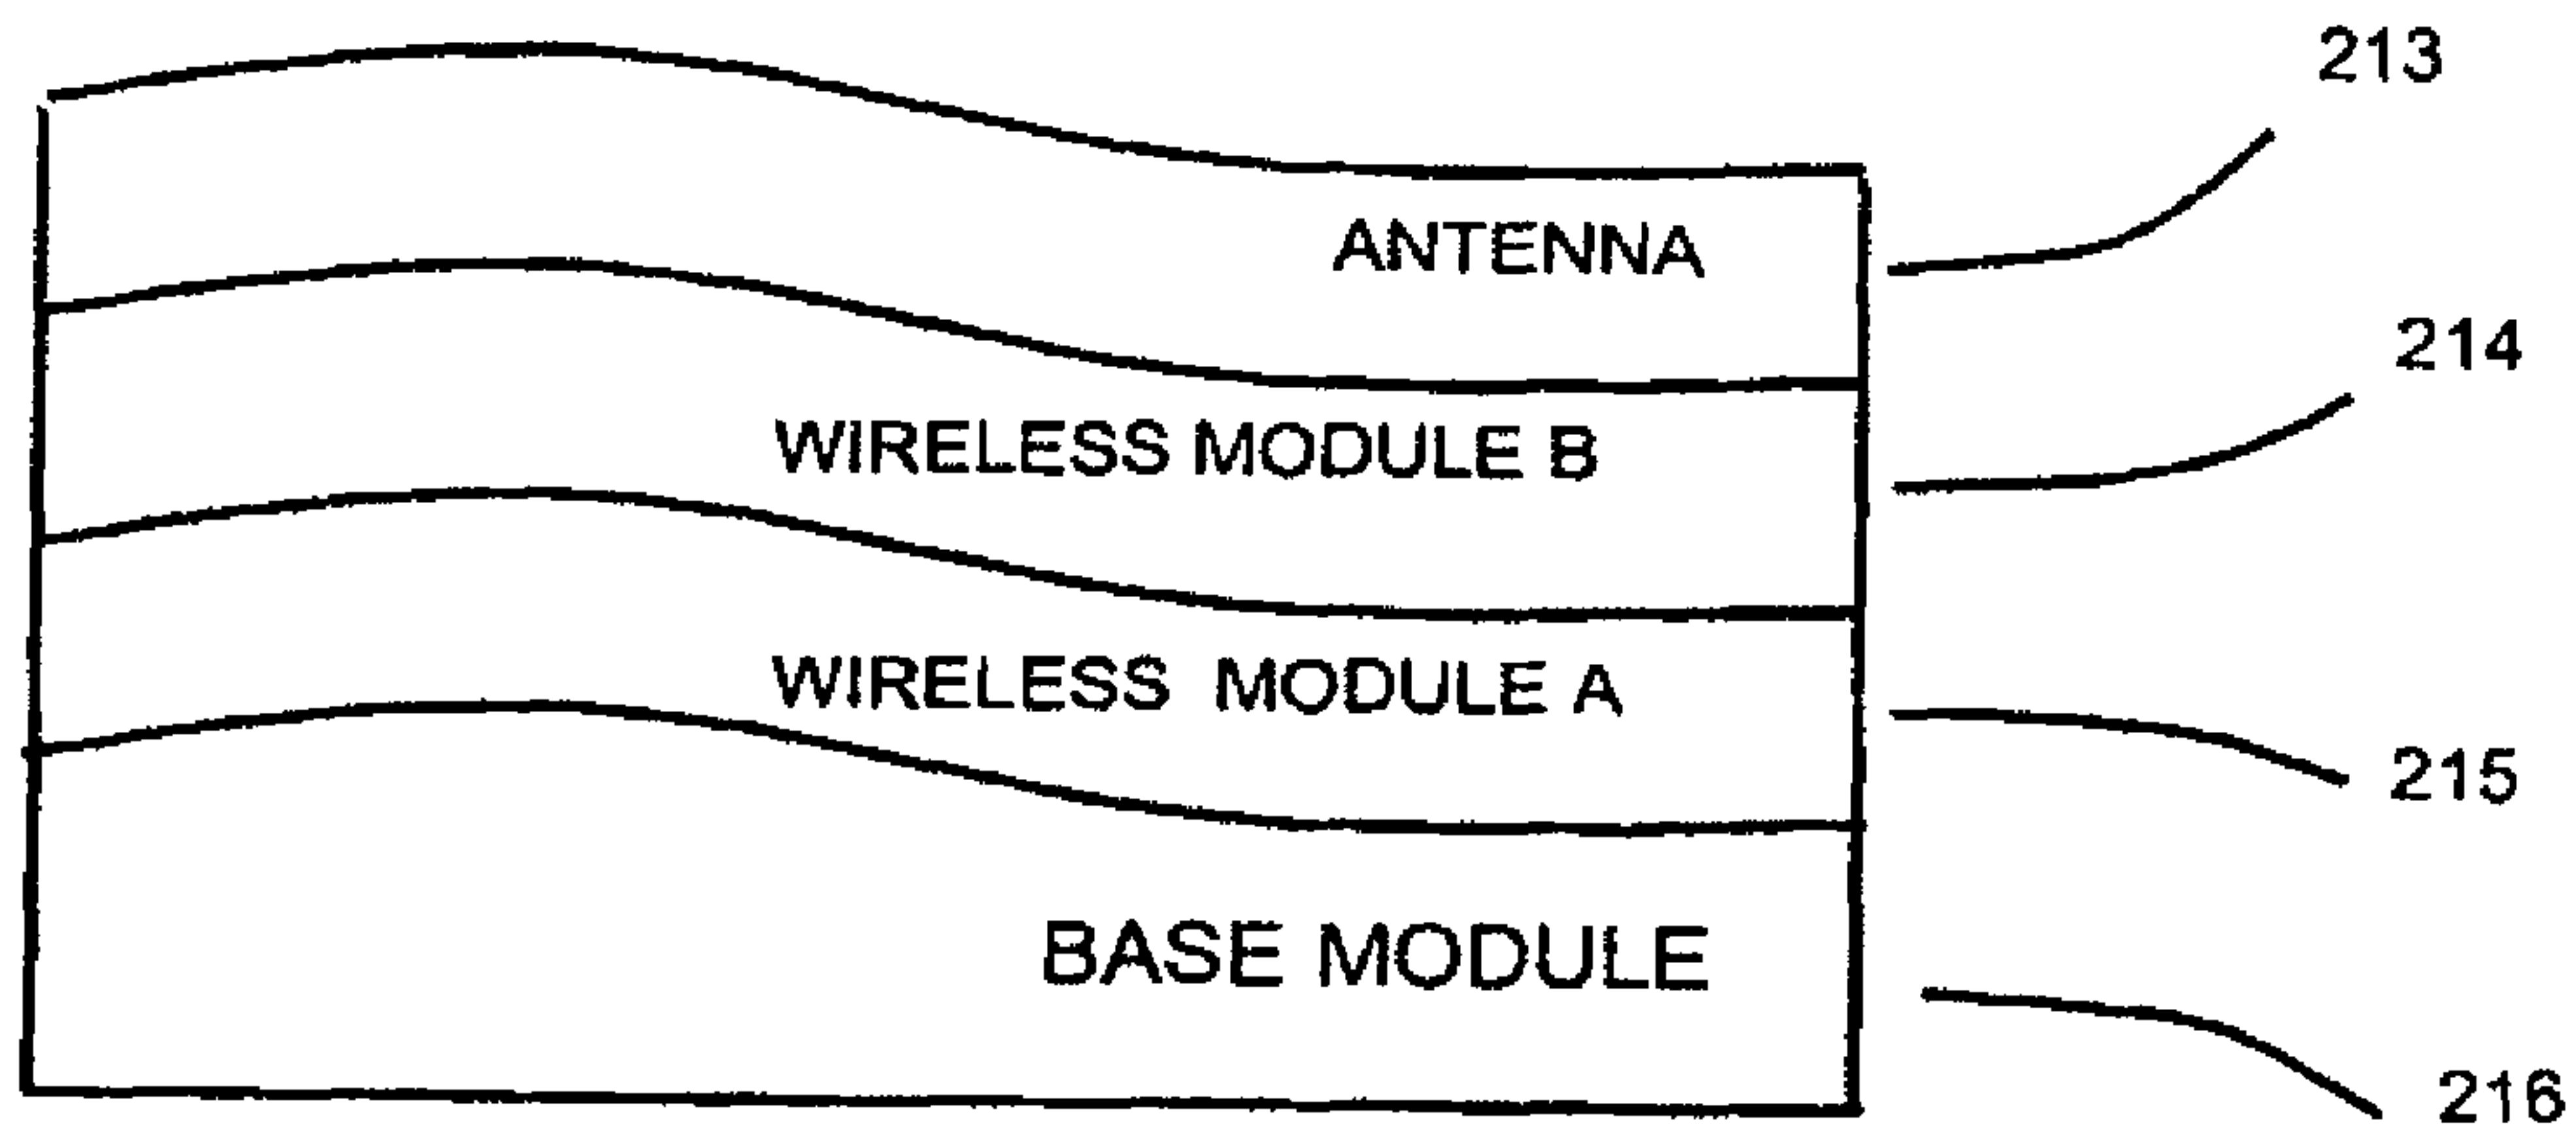 213
ANTENNA
214
WIRELESS MODULE B
WIRELESS MODULE A
215
BASE MODULE
216